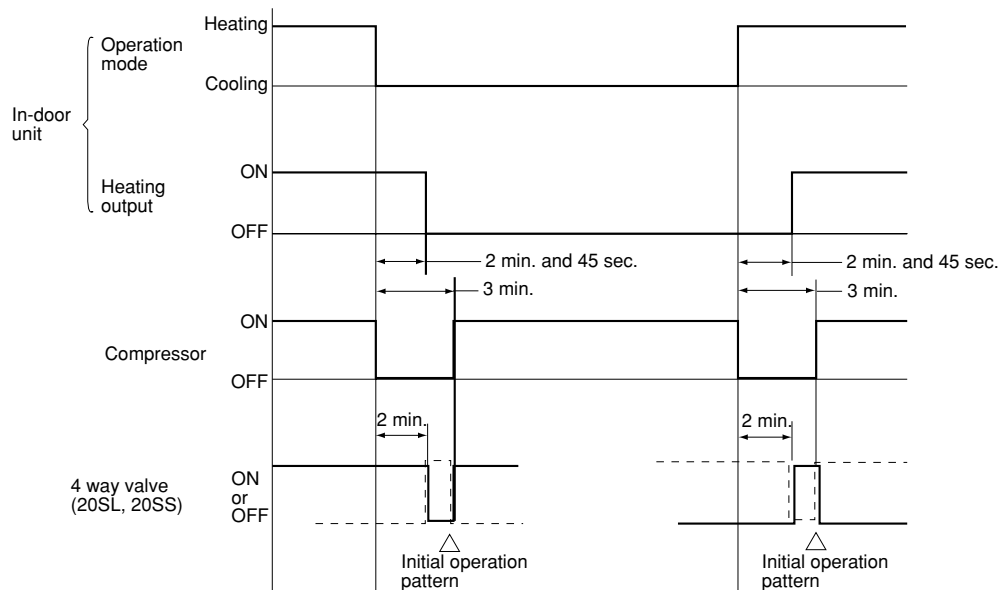 Heating
Operation
mode
Cooling
In-door
unit
ON
Heating
output
OFF
2 min. and 45 sec.
2 min. and 45 sec.
3 min.
3 min.
ON
Compressor
OFF
2 min.
2 min.
4 way valve
(20SL, 20SS)
ON
or
OFF
Initial operation
pattern
Initial operation
pattern